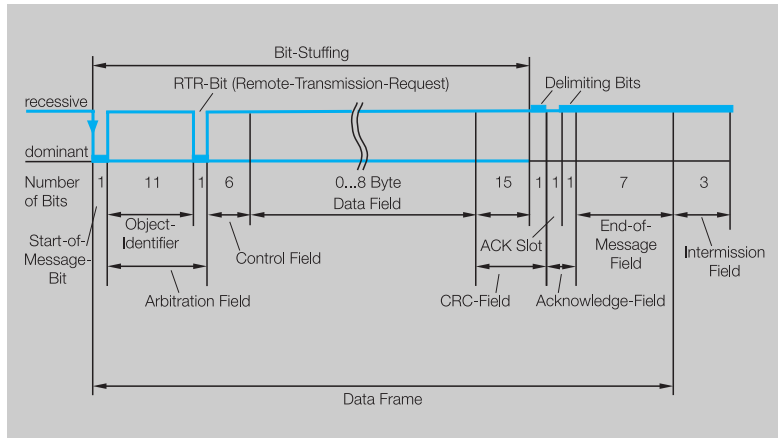 Bit-Stuffing
RTR-Bit (Remote-Transmission-Request)
Delimiting Bits
recessive
dominant
Number
of Bits
1
11
1
6
0...8 Byte
15
1
1
1
7
3
Data Field
Start-of-
Message-
Bit
Object-
Identifier
Control Field
Arbitration Field
ACK Slot
CRC-Field
End-of-
Message
Field
Acknowledge-Field
Intermission
Field
Data Frame